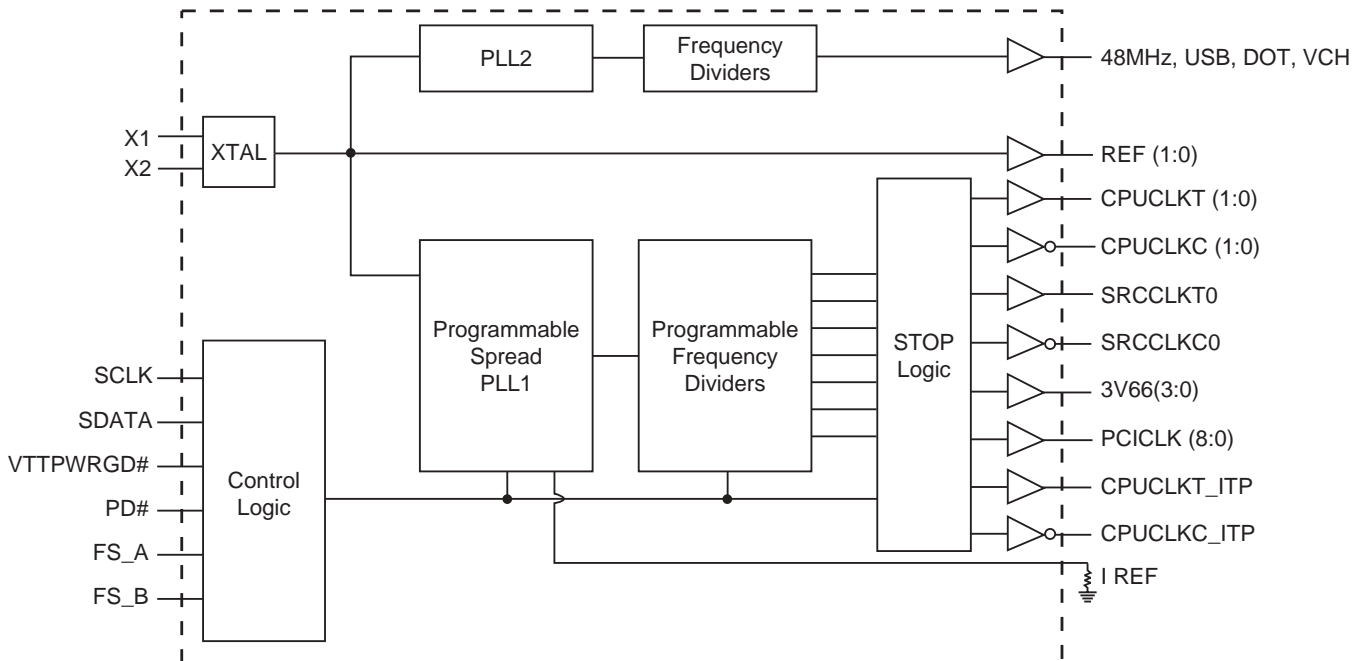 PLL2
Frequency
Dividers
48MHz, USB, DOT, VCH
X1
X2
XTAL
REF (1:0)
CPUCLKT (1:0)
CPUCLKC (1:0)
SRCCLKT0
SRCCLKC0
3V66(3:0)
PCICLK (8:0)
CPUCLKT_ITP
CPUCLKC_ITP
I REF
Programmable
Spread
PLL1
Programmable
Frequency
Dividers
STOP
Logic
SCLK
SDATA
VTTPWRGD#
PD#
FS_A
FS_B
Control
Logic